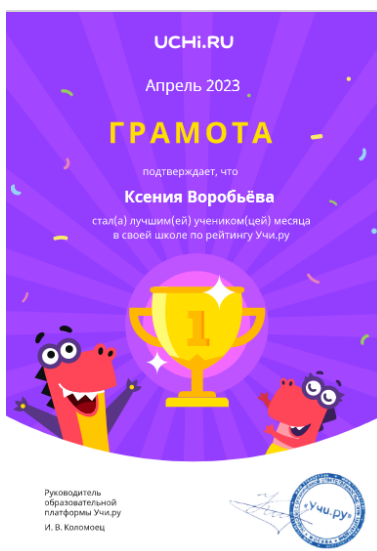 UCHi.RU
Апрель 2023
ГРАМОТА
подтверждает, что
Ксения Воробьёва
стал(а) лучшим(ей) учеником(цей) месяца
в своей школе по рейтингу Учи.ру
1
Руководитель
образовательной
платформы Учи.ру
И. В. Коломоец
«Учи.ру»